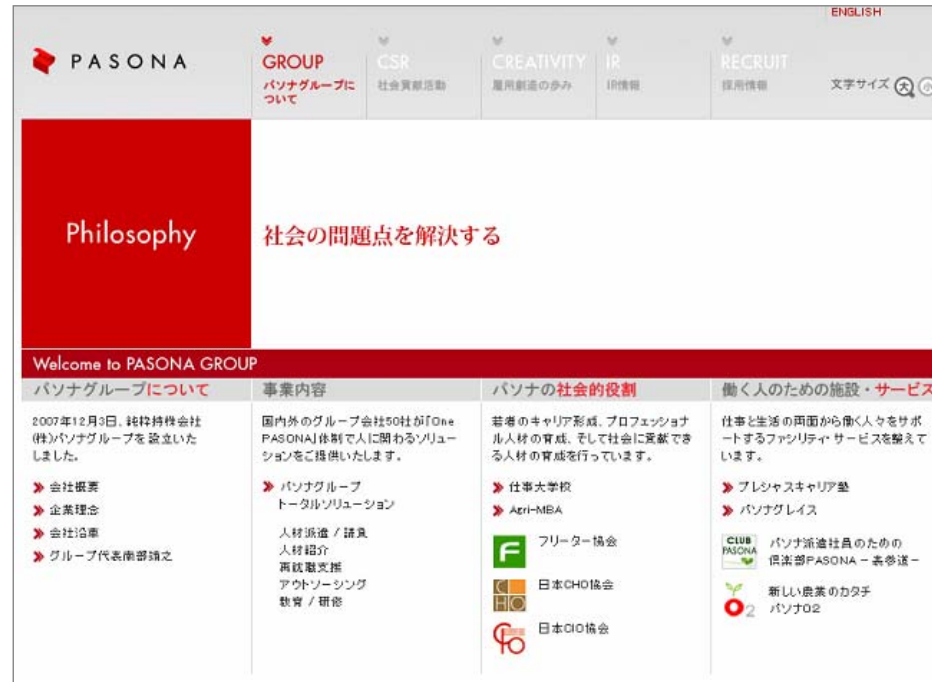 ENGLISH
PASONA
GROUP
パソナグループに
ついて
CSR
社会貢献活動
CREATIVITY
雇用創造の歩み
IR
IR情報
RECRUIT
採用情報
文字サイズ 大 小
Philosophy
社会の問題点を解決する
Welcome to PASONA GROUP
パソナグループについて
2007年12月3日、純粋持株会社
(株)パソナグループを設立いた
しました。
会社概要
企業理念
会社沿革
グループ代表南部靖之
事業内容
国内外のグループ会社50社が「One
PASONA」体制で人に関わるソリュー
ションをご提供いたします。
パソナグループ
トータルソリューション
人材派遣 / 請負
人材紹介
再就職支援
アウトソーシング
教育 / 研修
パソナの社会的役割
若者のキャリア形成、プロフェッショナ
ル人材の育成、そして社会に貢献でき
る人材の育成を行っています。
仕事大学校
Agri-MBA
F
フリーター協会
CHO
日本CHO協会
CIO
日本CIO協会
働く人のための施設・サービス
仕事と生活の両面から働く人々をサポ
ートするファシリティ・サービスを整えて
います。
プレシャスキャリア塾
パソナグレイス
CLUB
PASONA
パソナ派遣社員のための
倶楽部PASONA －表参道－
O2
新しい農業のカタチ
パソナO2